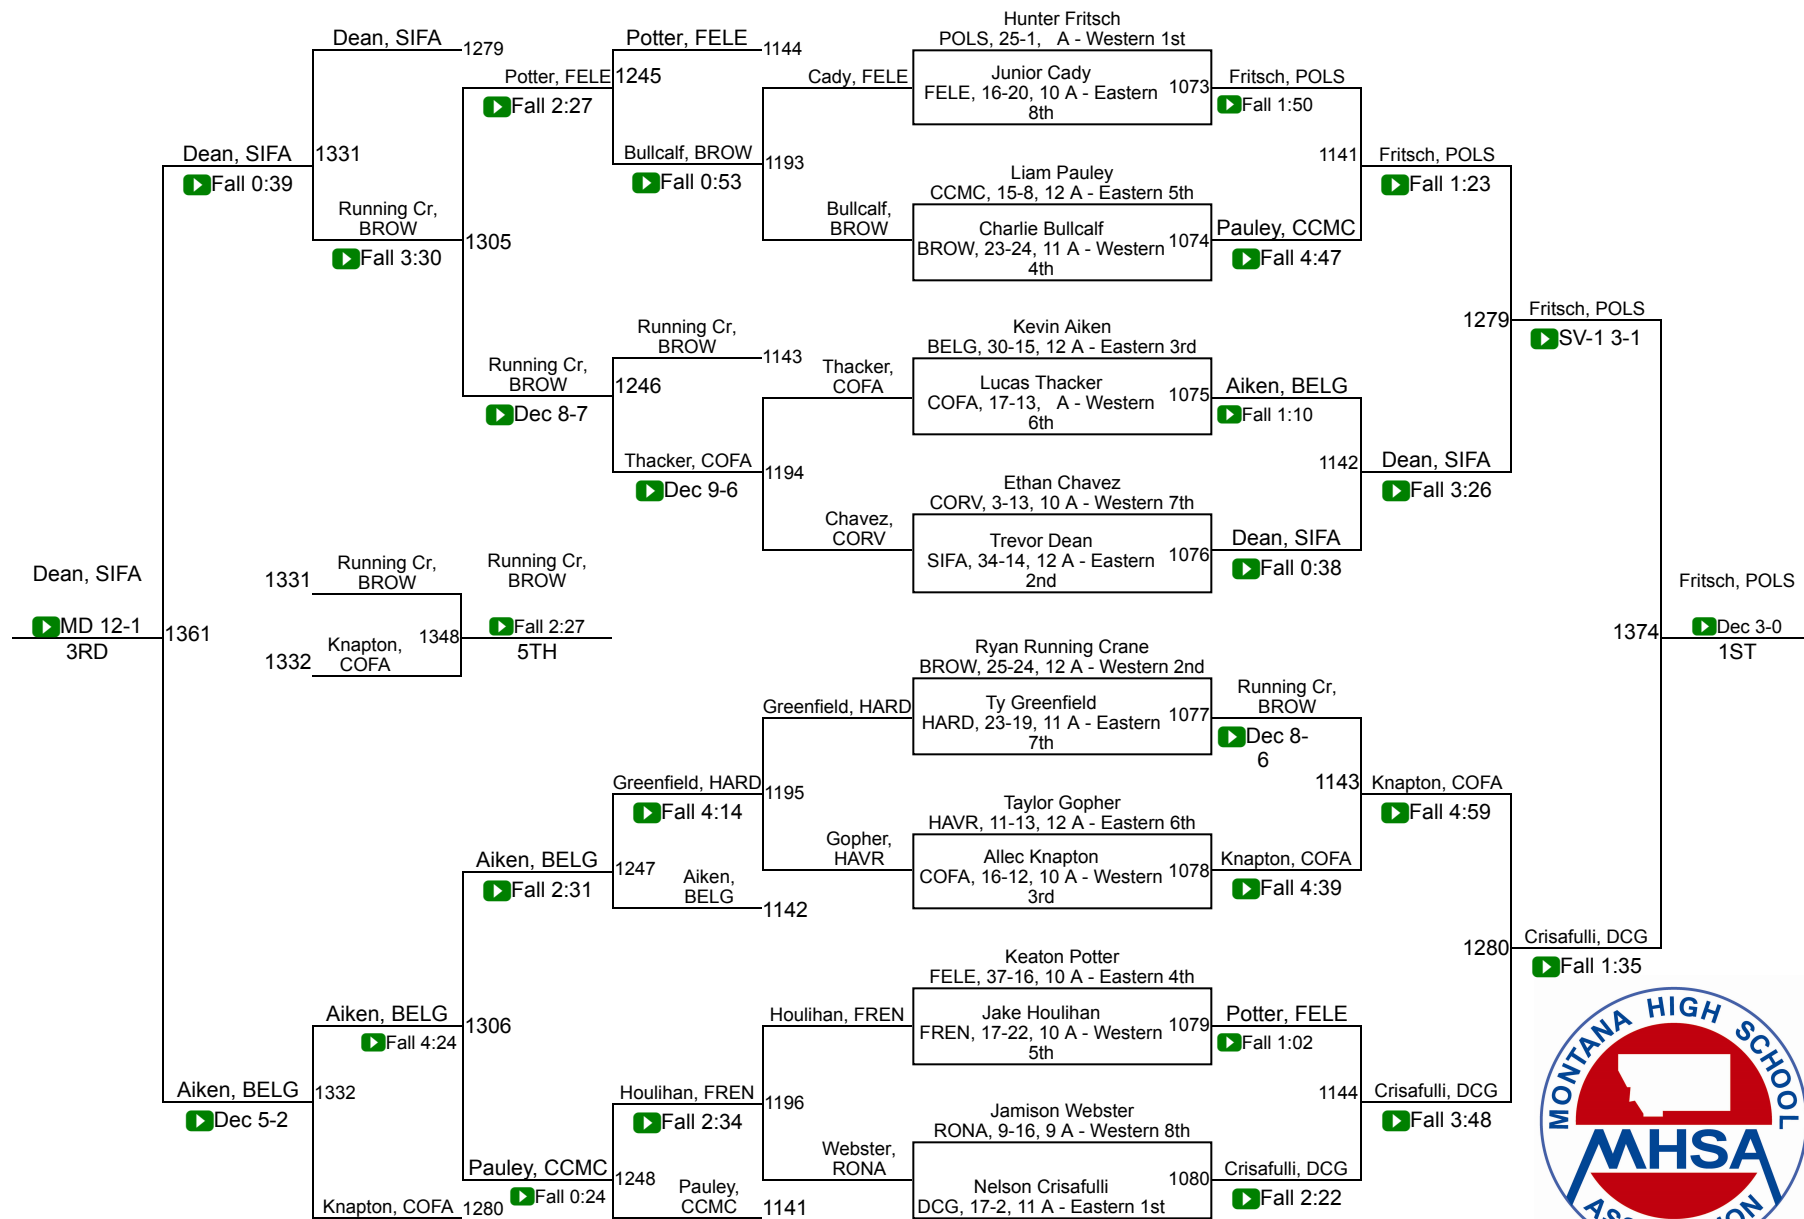 Hunter Fritsch
Dean, SIFA
1279
Potter, FELE
1144
POLS, 25-1, A - Western 1st
Potter, FELE
1245
Cady, FELE
Junior Cady
FELE, 16-20, 10 A - Eastern
8th
1073
Fritsch, POLS
Fall 2:27
Fall 1:50
Dean, SIFA
1331
Bullcalf, BROW
1193
1141
Fritsch, POLS
Fall 0:39
Fall 0:53
Liam Pauley
CCMC, 15-8, 12 A - Eastern 5th
Fall 1:23
Running Cr,
BROW
1305
Bullcalf,
BROW
Charlie Bullcalf
BROW, 23-24, 11 A - Western
4th
1074
Pauley, CCMC
Fall 3:30
Fall 4:47
Running Cr,
BROW
1143
Kevin Aiken
BELG, 30-15, 12 A - Eastern 3rd
1279
Fritsch, POLS
SV-1 3-1
Running Cr,
BROW
1246
Thacker,
COFA
Lucas Thacker
COFA, 17-13, A - Western
6th
1075
Aiken, BELG
Dec 8-7
Fall 1:10
Thacker, COFA
1194
1142
Dean, SIFA
Dec 9-6
Ethan Chavez
CORV, 3-13, 10 A - Western 7th
Fall 3:26
Chavez,
CORV
Trevor Dean
SIFA, 34-14, 12 A - Eastern
2nd
1076
Dean, SIFA
Fall 0:38
Dean, SIFA
1331
Running Cr,
BROW
Running Cr,
BROW
Fritsch, POLS
MD 12-1
3RD
1361
1332
Knapton,
COFA
1348
Fall 2:27
5TH
1374
Dec 3-0
1ST
Ryan Running Crane
BROW, 25-24, 12 A - Western 2nd
Greenfield, HARD
Ty Greenfield
HARD, 23-19, 11 A - Eastern
7th
1077
Running Cr,
BROW
Dec 8-
6
Greenfield, HARD
1195
1143
Knapton, COFA
Fall 4:14
Taylor Gopher
HAVR, 11-13, 12 A - Eastern 6th
Fall 4:59
Aiken, BELG
1247
Aiken,
BELG
1142
Gopher,
HAVR
Allec Knapton
COFA, 16-12, 10 A - Western
3rd
1078
Knapton, COFA
Fall 2:31
Fall 4:39
1280
Crisafulli, DCG
Fall 1:35
Keaton Potter
FELE, 37-16, 10 A - Eastern 4th
Aiken, BELG
1306
Houlihan, FREN
Jake Houlihan
FREN, 17-22, 10 A - Western
5th
1079
Potter, FELE
Fall 4:24
Fall 1:02
Aiken, BELG
1332
Houlihan, FREN
1196
1144
Crisafulli, DCG
Dec 5-2
Fall 2:34
Jamison Webster
RONA, 9-16, 9 A - Western 8th
Fall 3:48
Pauley, CCMC
1248
Webster,
RONA
Nelson Crisafulli
DCG, 17-2, 11 A - Eastern 1st
1080
Crisafulli, DCG
Fall 0:24
Fall 2:22
Knapton, COFA
1280
Pauley,
CCMC
1141
MONTANA HIGH SCHOOL
MHSA